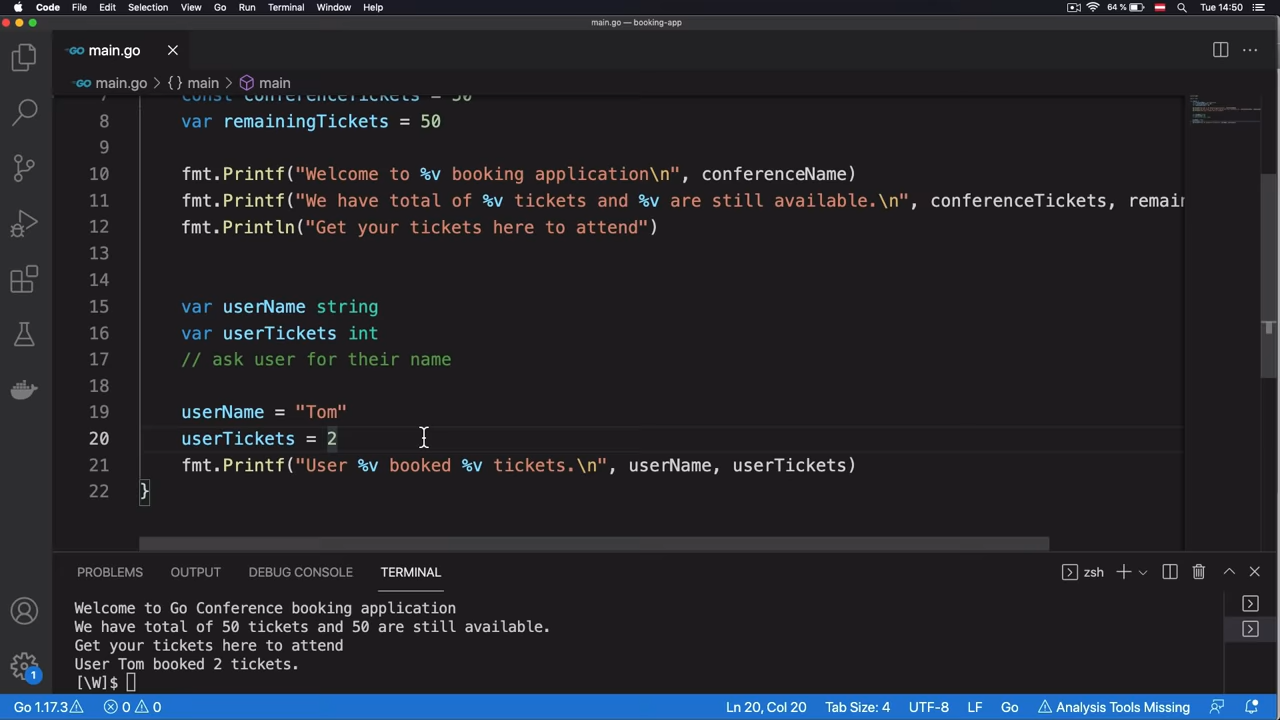 Code File Edit Selection View Go Run Terminal Window Help 64 % Tue 14:50
main.go — booking-app
GO main.go
GO main.go > { } main > main
7 const conferenceTickets = 50
8 var remainingTickets = 50
9
10 fmt.Printf("Welcome to %v booking application\n", conferenceName)
11 fmt.Printf("We have total of %v tickets and %v are still available.\n", conferenceTickets, remain
12 fmt.Println("Get your tickets here to attend")
13
14
15 var userName string
16 var userTickets int
17 // ask user for their name
18
19 userName = "Tom"
20 userTickets = 2
21 fmt.Printf("User %v booked %v tickets.\n", userName, userTickets)
22 }
PROBLEMS OUTPUT DEBUG CONSOLE TERMINAL zsh
Welcome to Go Conference booking application
We have total of 50 tickets and 50 are still available.
Get your tickets here to attend
User Tom booked 2 tickets.
[\W]$
1
Go 1.17.3 0 0 Ln 20, Col 20 Tab Size: 4 UTF-8 LF Go Analysis Tools Missing